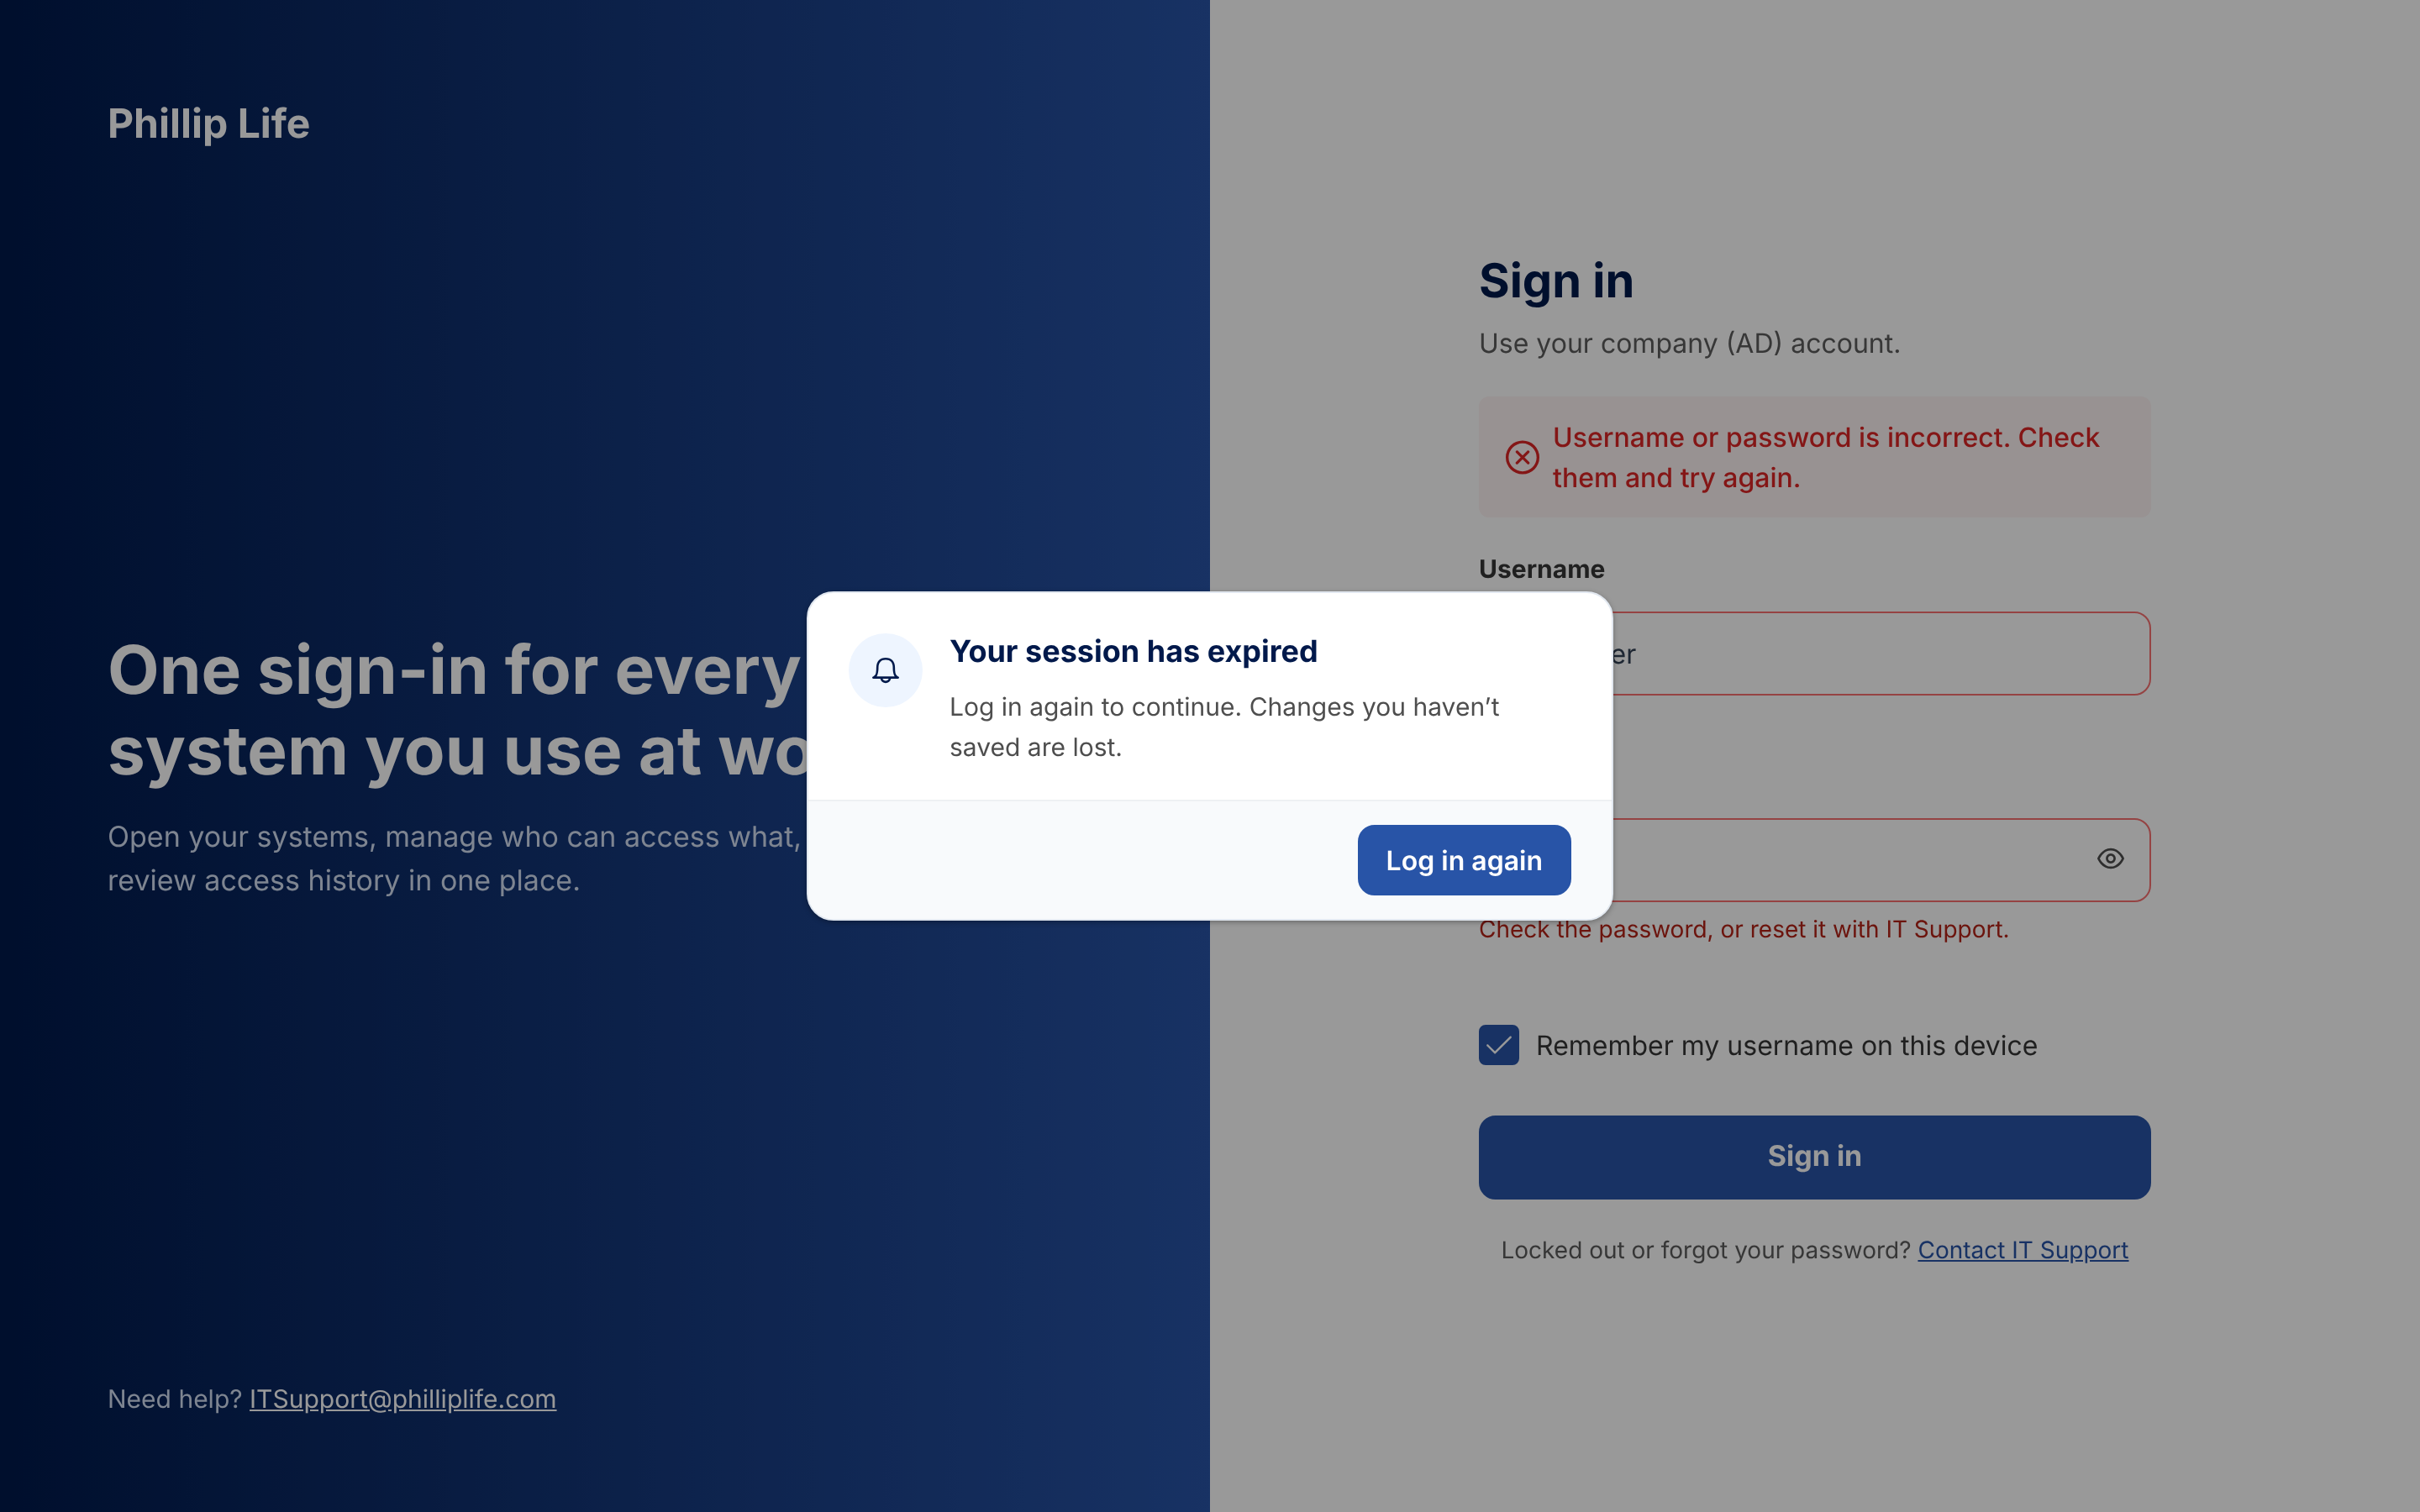 Phillip Life
One sign-in for every
system you use at
Open your systems, manage who can access what,
review access history in one place.
Need help? ITSupport@philliplife.com
Sign in
Use your company (AD) account.
Username or password is incorrect. Check
them and try again.
Username
Your session has expired
Log in again to continue. Changes you haven’t
saved are lost.
Log in again
Check the password, or reset it with IT Support.
Remember my username on this device
Sign in
Locked out or forgot your password? Contact IT Support